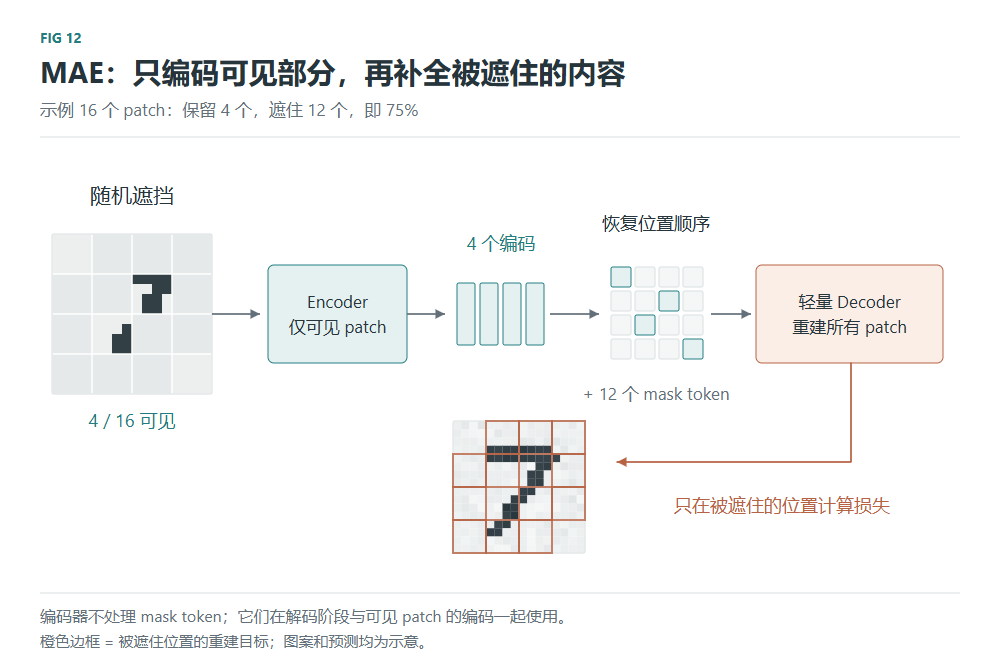 FIG 12
MAE：只编码可见部分，再补全被遮住的内容
示例 16 个 patch：保留 4 个，遮住 12 个，即 75%
随机遮挡
4 / 16 可见
Encoder
仅可见 patch
4 个编码
恢复位置顺序
+ 12 个 mask token
轻量 Decoder
重建所有 patch
只在被遮住的位置计算损失
编码器不处理 mask token；它们在解码阶段与可见 patch 的编码一起使用。
橙色边框 = 被遮住位置的重建目标；图案和预测均为示意。